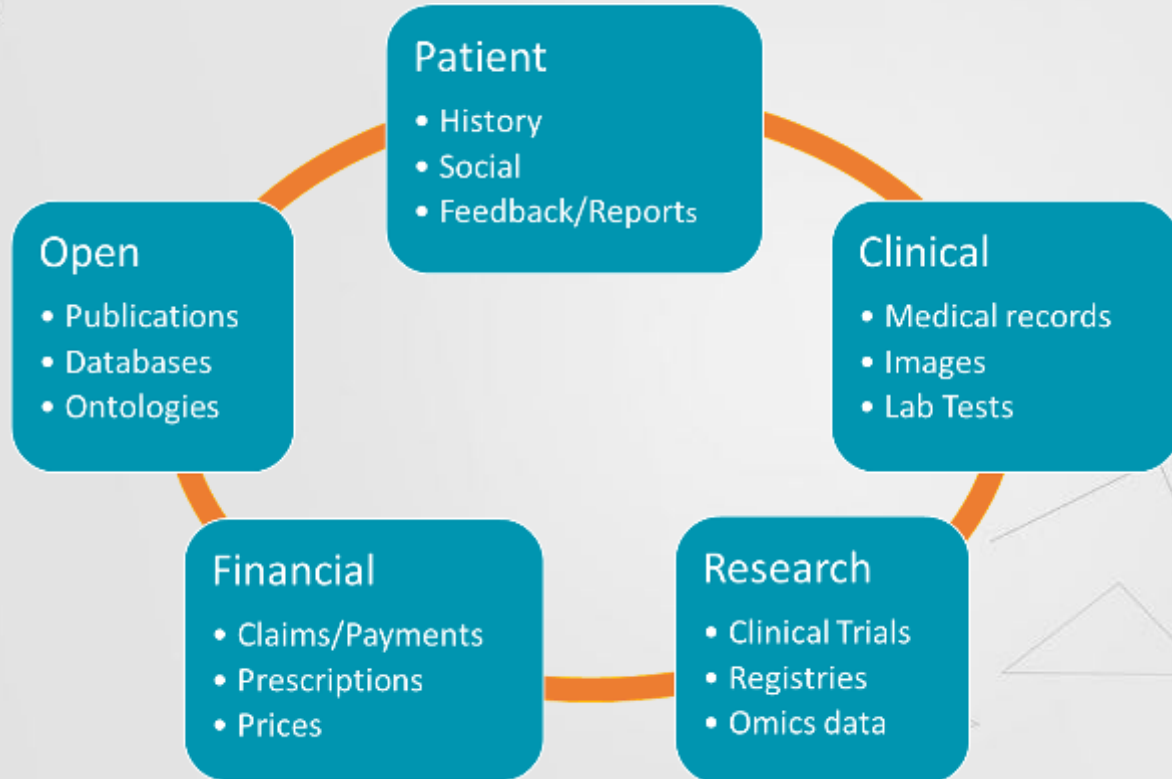 Patient
• History
• Social
• Feedback/Reports
Clinical
• Medical records
• Images
• Lab Tests
Research
• Clinical Trials
• Registries
• Omics data
Financial
• Claims/Payments
• Prescriptions
• Prices
Open
• Publications
• Databases
• Ontologies